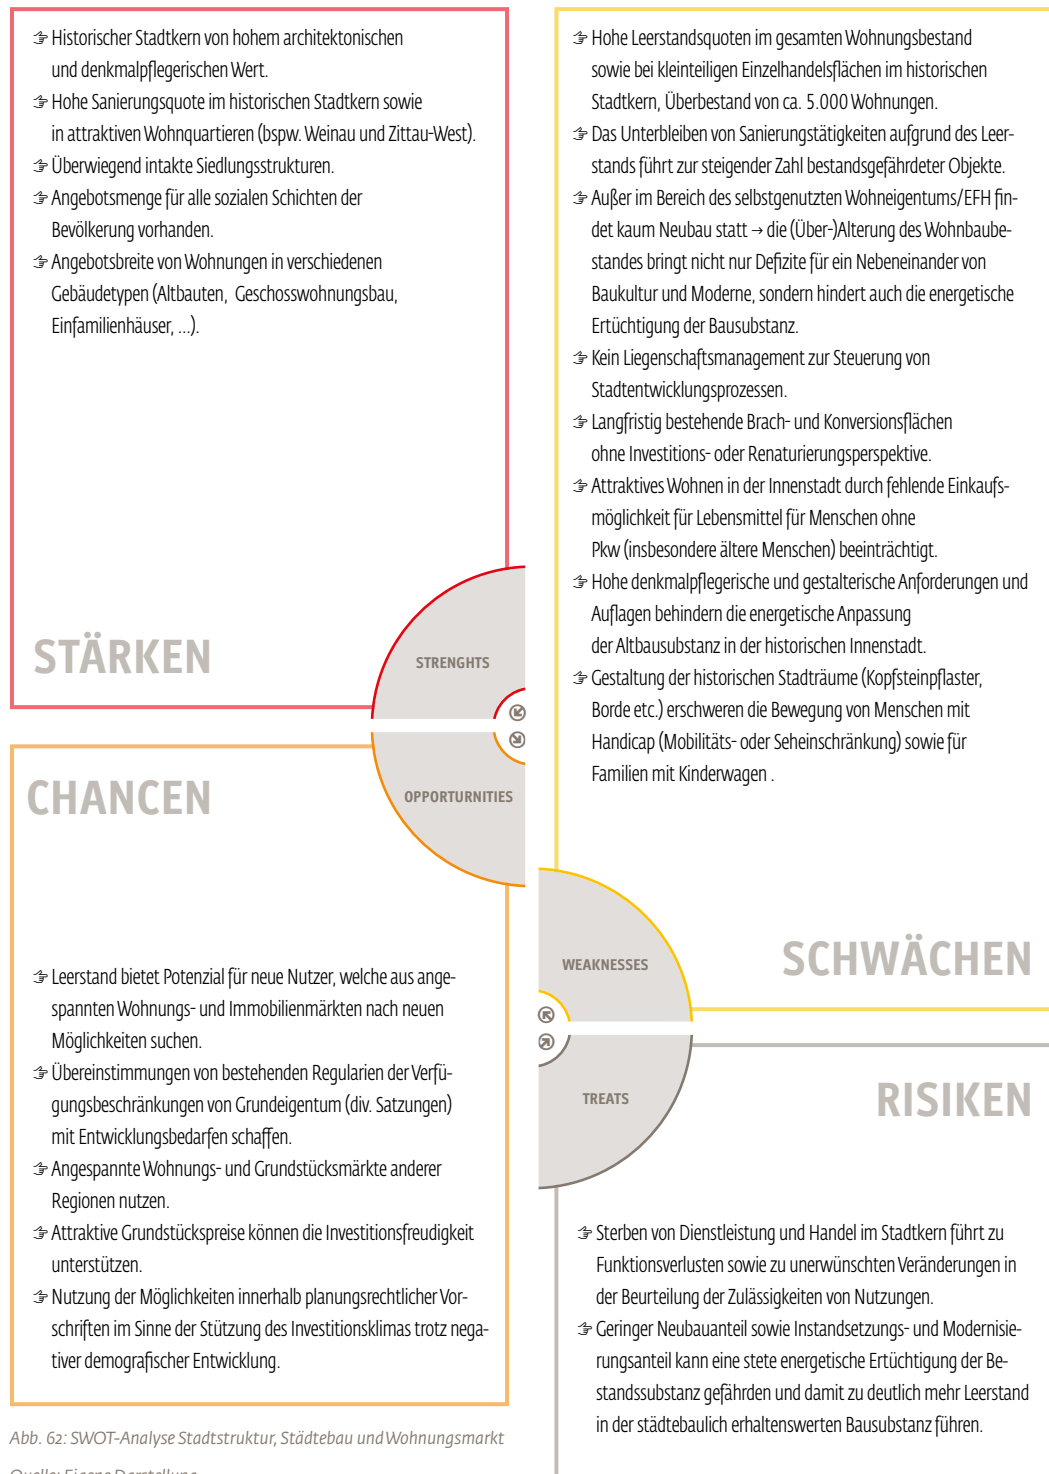 ☞ Historischer Stadtkern von hohem architektonischen
und denkmalpflegerischen Wert.
☞ Hohe Sanierungsquote im historischen Stadtkern sowie
in attraktiven Wohnquartieren (bspw. Weinau und Zittau-West).
☞ Überwiegend intakte Siedlungsstrukturen.
☞ Angebotsmenge für alle sozialen Schichten der
Bevölkerung vorhanden.
☞ Angebotsbreite von Wohnungen in verschiedenen
Gebäudetypen (Altbauten, Geschosswohnungsbau,
Einfamilienhäuser, ...).
STÄRKEN
STRENGHTS
☞ Hohe Leerstandsquoten im gesamten Wohnungsbestand
sowie bei kleinteiligen Einzelhandelsflächen im historischen
Stadtkern, Überbestand von ca. 5.000 Wohnungen.
☞ Das Unterbleiben von Sanierungstätigkeiten aufgrund des Leer-
stands führt zur steigender Zahl bestandsgefährdeter Objekte.
☞ Außer im Bereich des selbstgenutzten Wohneigentums/EFH fin-
det kaum Neubau statt → die (Über-)Alterung des Wohnbaube-
standes bringt nicht nur Defizite für ein Nebeneinander von
Baukultur und Moderne, sondern hindert auch die energetische
Ertüchtigung der Bausubstanz.
☞ Kein Liegenschaftsmanagement zur Steuerung von
Stadtentwicklungsprozessen.
☞ Langfristig bestehende Brach- und Konversionsflächen
ohne Investitions- oder Renaturierungsperspektive.
☞ Attraktives Wohnen in der Innenstadt durch fehlende Einkaufs-
möglichkeit für Lebensmittel für Menschen ohne
Pkw (insbesondere ältere Menschen) beeinträchtigt.
☞ Hohe denkmalpflegerische und gestalterische Anforderungen und
Auflagen behindern die energetische Anpassung
der Altbausubstanz in der historischen Innenstadt.
☞ Gestaltung der historischen Stadträume (Kopfsteinpflaster,
Borde etc.) erschweren die Bewegung von Menschen mit
Handicap (Mobilitäts- oder Seheinschränkung) sowie für
Familien mit Kinderwagen .
WEAKNESSES
SCHWÄCHEN
CHANCEN
OPPORTURNITIES
☞ Leerstand bietet Potenzial für neue Nutzer, welche aus ange-
spannten Wohnungs- und Immobilienmärkten nach neuen
Möglichkeiten suchen.
☞ Übereinstimmungen von bestehenden Regularien der Verfü-
gungsbeschränkungen von Grundeigentum (div. Satzungen)
mit Entwicklungsbedarfen schaffen.
☞ Angespannte Wohnungs- und Grundstücksmärkte anderer
Regionen nutzen.
☞ Attraktive Grundstückspreise können die Investitionsfreudigkeit
unterstützen.
☞ Nutzung der Möglichkeiten innerhalb planungsrechtlicher Vor-
schriften im Sinne der Stützung des Investitionsklimas trotz nega-
tiver demografischer Entwicklung.
TREATS
RISIKEN
☞ Sterben von Dienstleistung und Handel im Stadtkern führt zu
Funktionsverlusten sowie zu unerwünschten Veränderungen in
der Beurteilung der Zulässigkeiten von Nutzungen.
☞ Geringer Neubauanteil sowie Instandsetzungs- und Modernisie-
rungsanteil kann eine stete energetische Ertüchtigung der Be-
standssubstanz gefährden und damit zu deutlich mehr Leerstand
in der städtebaulich erhaltenswerten Bausubstanz führen.
Abb. 62: SWOT-Analyse Stadtstruktur, Städtebau und Wohnungsmarkt
Quelle: Eigene Darstellung